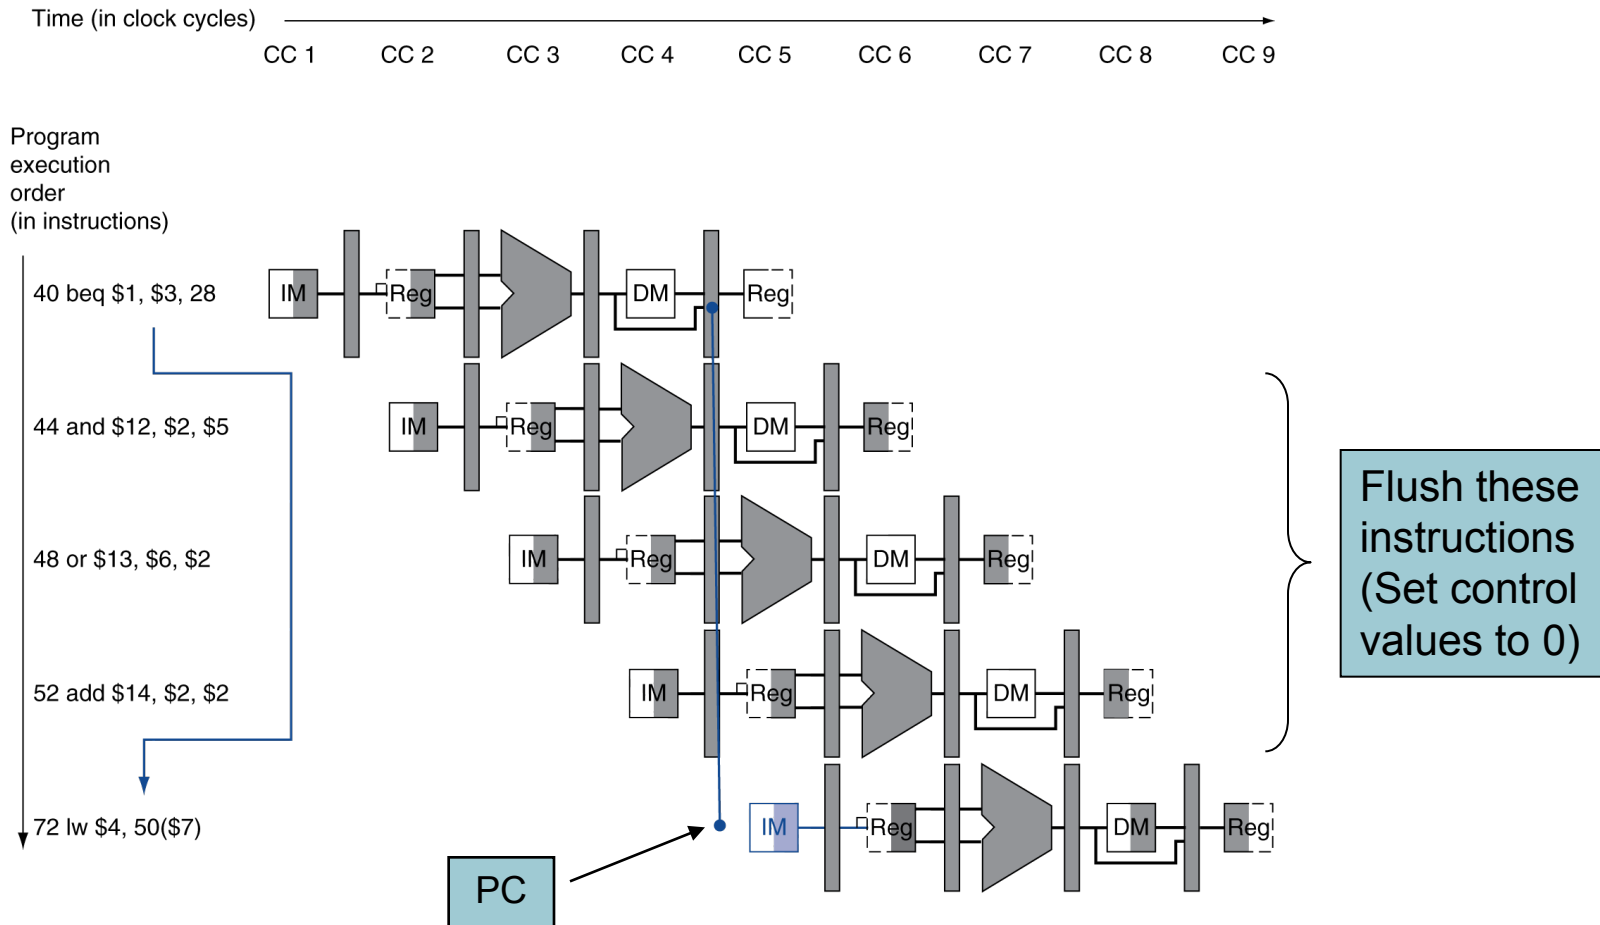 Time (in clock cycles)
CC 1 CC 2 CC 3 CC 4 CC 5 CC 6 CC 7 CC 8 CC 9
Program
execution
order
(in instructions)
40 beq $1, $3, 28
IM Reg DM Reg
44 and $12, $2, $5
IM Reg DM Reg
48 or $13, $6, $2
IM Reg DM Reg
52 add $14, $2, $2
IM Reg DM Reg
72 lw $4, 50($7)
IM Reg DM Reg
Flush these
instructions
(Set control
values to 0)
PC